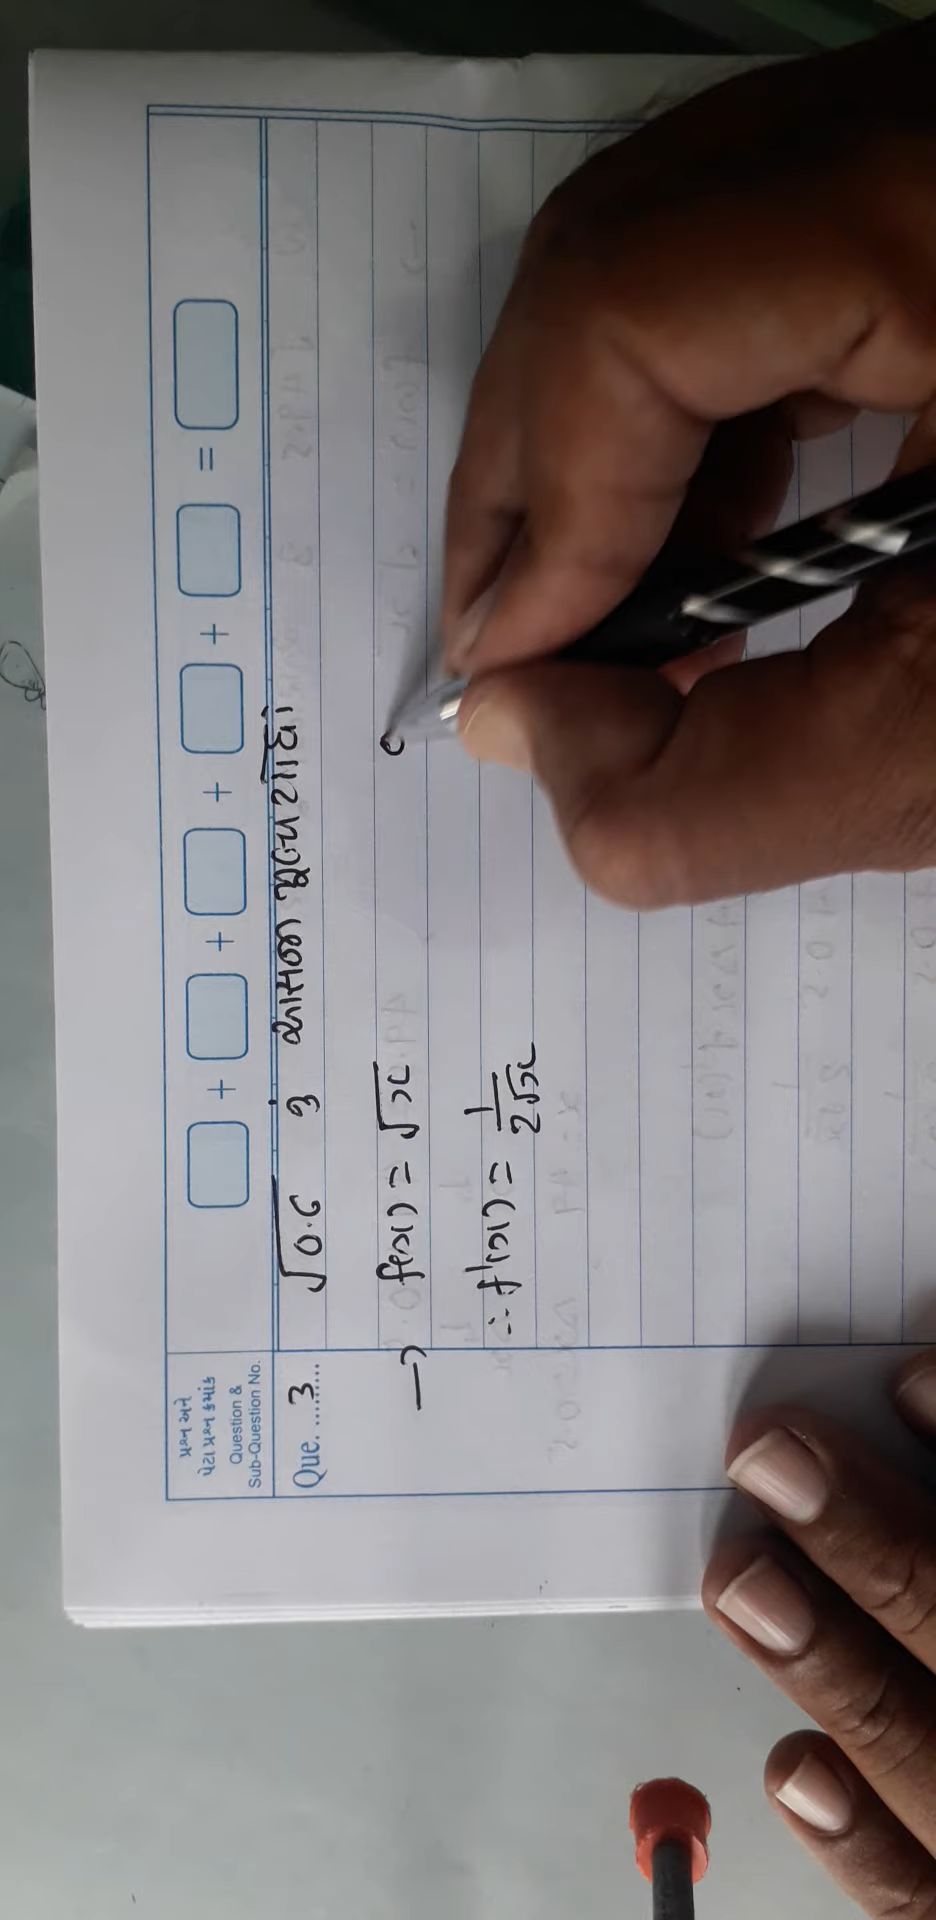 પ્રશ્ન અને
પેટા પ્રશ્ન ક્રમાંક
Question &
Sub-Question No.
+ + + + + =
Que. 3 √0.6 નું આસન્ન મૂલ્ય શોધો.
→ f(x) = √x
∴ f'(x) = 1/2√x